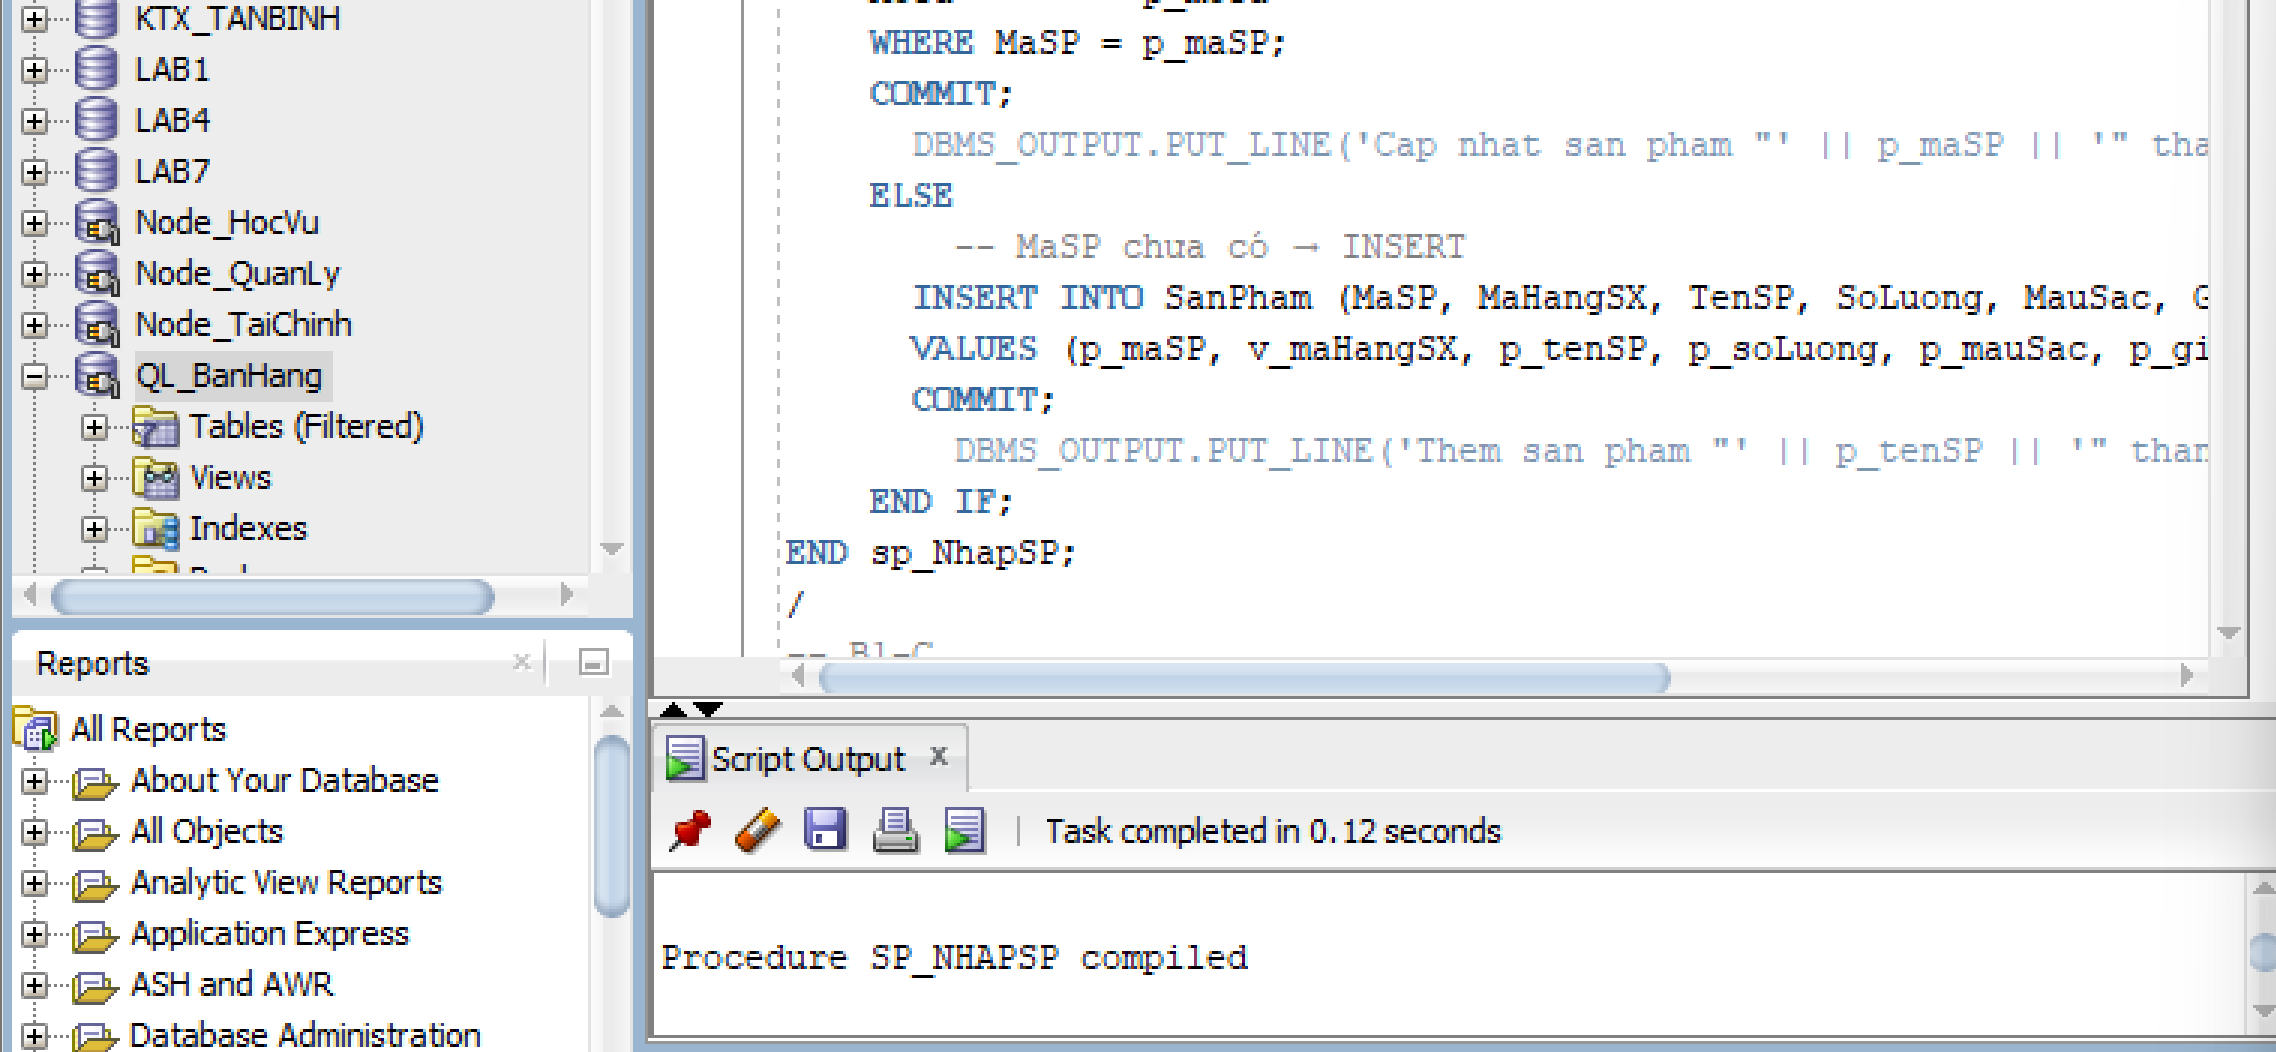 KTX_TANBINH
LAB1
LAB4
LAB7
Node_HocVu
Node_QuanLy
Node_TaiChinh
QL_BanHang
Tables (Filtered)
Views
Indexes
Reports
All Reports
About Your Database
All Objects
Analytic View Reports
Application Express
ASH and AWR
Database Administration
WHERE MaSP = p_maSP;
COMMIT;
DBMS_OUTPUT.PUT_LINE('Cap nhat san pham "' || p_maSP || '" tha
ELSE
-- MaSP chua có → INSERT
INSERT INTO SanPham (MaSP, MaHangSX, TenSP, SoLuong, MauSac, G
VALUES (p_maSP, v_maHangSX, p_tenSP, p_soLuong, p_mauSac, p_gi
COMMIT;
DBMS_OUTPUT.PUT_LINE('Them san pham "' || p_tenSP || '" than
END IF;
END sp_NhapSP;
/
-- B1-C
Script Output
Task completed in 0.12 seconds
Procedure SP_NHAPSP compiled